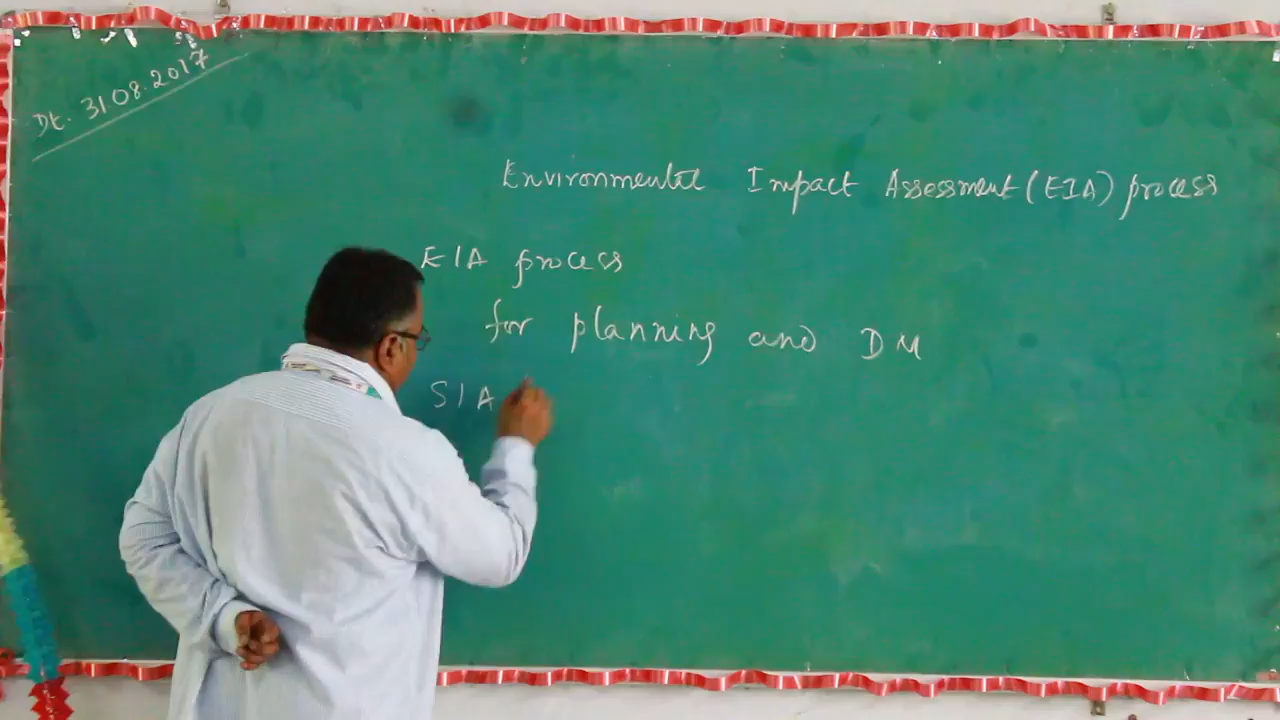 Dt. 31.08.2017
Environmental Impact Assessment (EIA) process
EIA process
for planning and DM
SIA